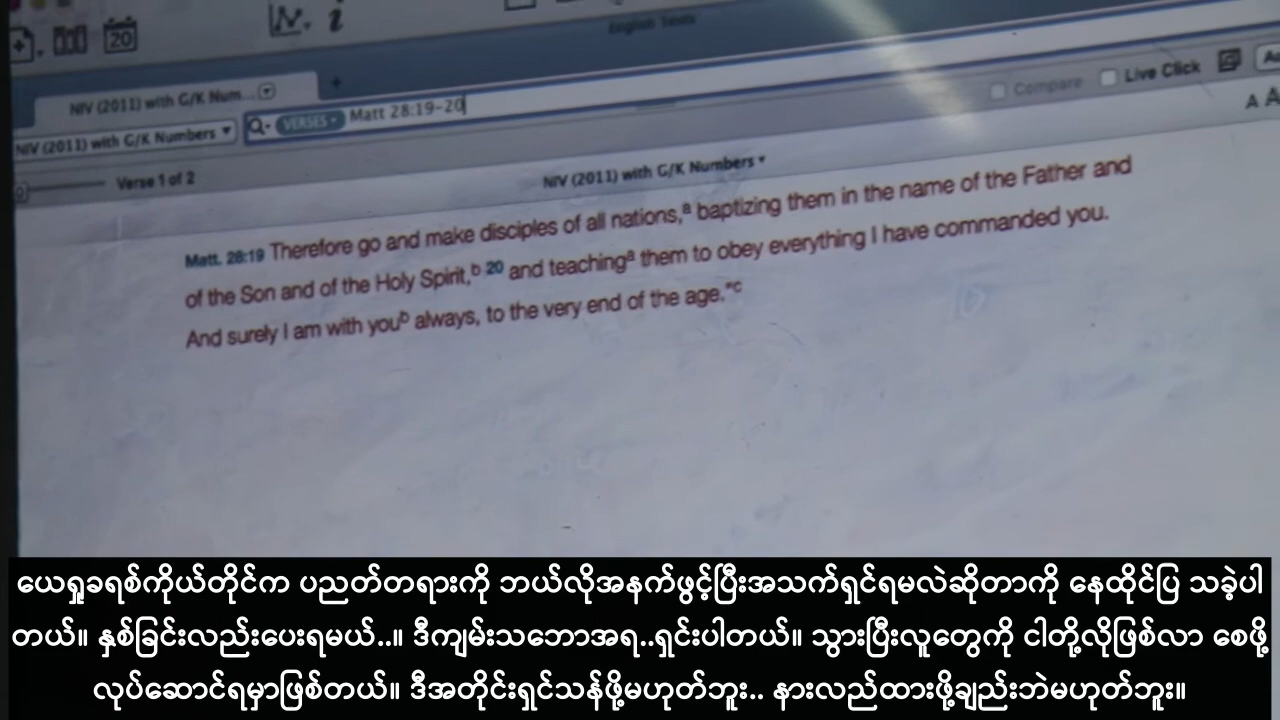 20
English Texts
NIV (2011) with G/K Num...
Compare Live Click
NIV (2011) with G/K Numbers VERSES Matt 28:19-20
Verse 1 of 2
NIV (2011) with G/K Numbers
Matt. 28:19 Therefore go and make disciples of all nations,a baptizing them in the name of the Father and
of the Son and of the Holy Spirit,b 20 and teachinga them to obey everything I have commanded you.
And surely I am with youb always, to the very end of the age."c
ယေရှုခရစ်ကိုယ်တိုင်က ပညတ်တရားကို ဘယ်လိုအနက်ဖွင့်ပြီးအသက်ရှင်ရမလဲဆိုတာကို နေထိုင်ပြ သခဲ့ပါ
တယ်။ နှစ်ခြင်းလည်းပေးရမယ်..။ ဒီကျမ်းသဘောအရ..ရှင်းပါတယ်။ သွားပြီးလူတွေကို ငါတို့လိုဖြစ်လာ စေဖို့
လုပ်ဆောင်ရမှာဖြစ်တယ်။ ဒီအတိုင်းရှင်သန်ဖို့မဟုတ်ဘူး.. နားလည်ထားဖို့ချည်းဘဲမဟုတ်ဘူး။